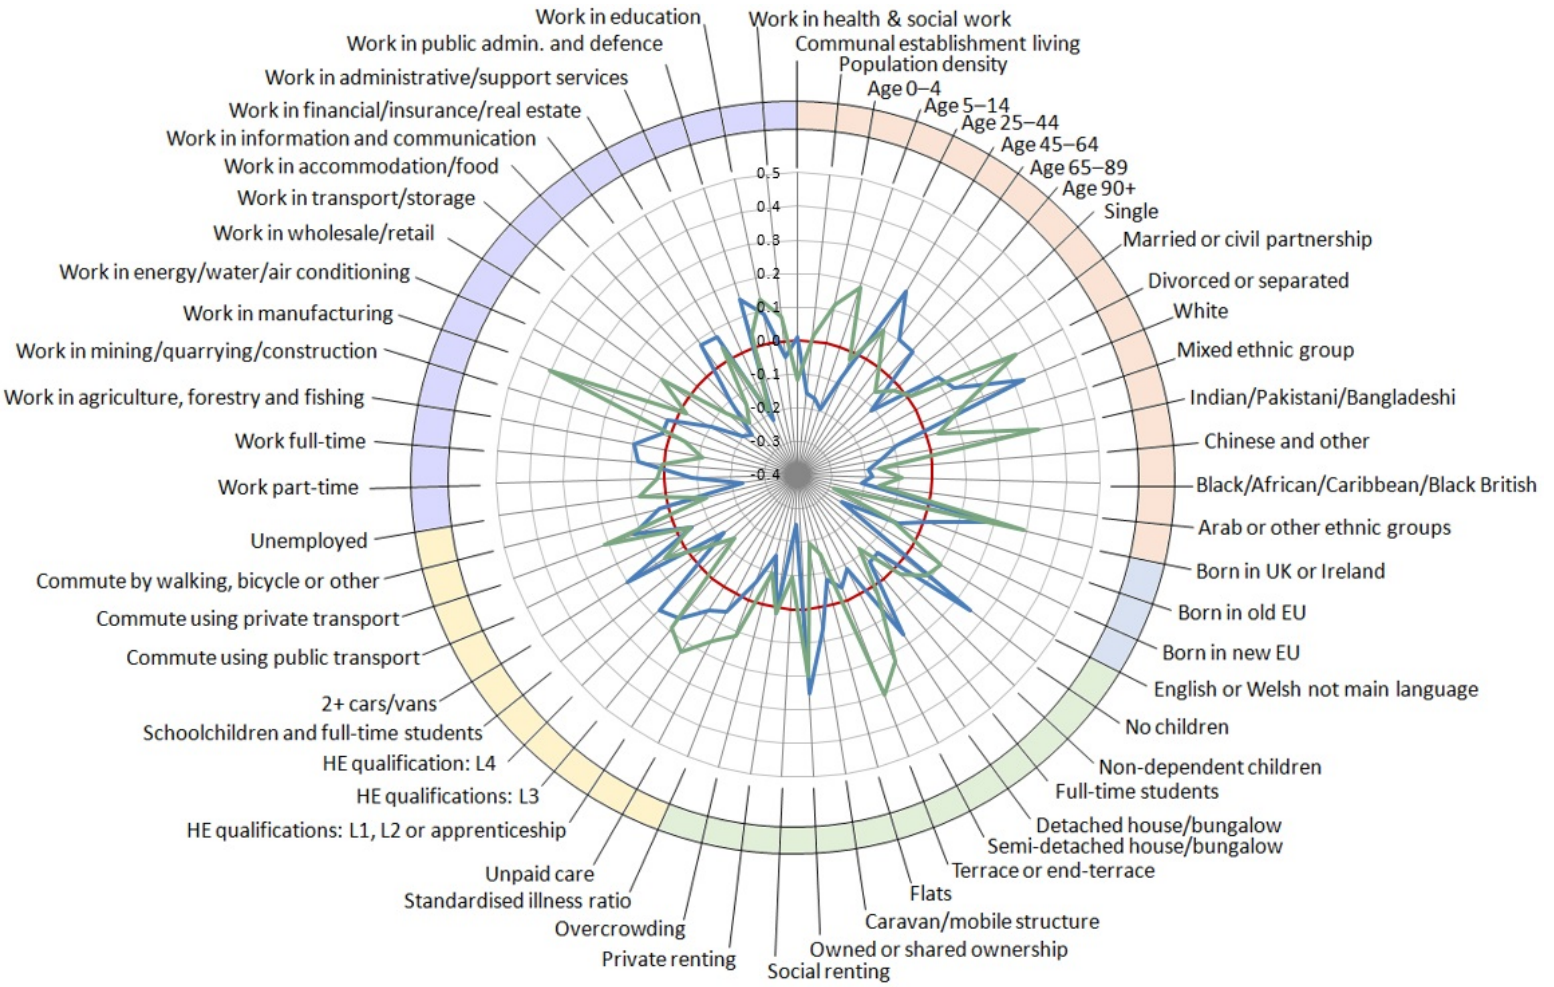 Work in education
Work in health & social work
Work in public admin. and defence
Communal establishment living
Population density
Work in administrative/support services
Age 0–4
Work in financial/insurance/real estate
Age 5–14
Age 25–44
Work in information and communication
Age 45–64
Work in accommodation/food
Age 65–89
Age 90+
Work in transport/storage
Single
Work in wholesale/retail
Married or civil partnership
Work in energy/water/air conditioning
Divorced or separated
Work in manufacturing
White
Work in mining/quarrying/construction
Mixed ethnic group
Work in agriculture, forestry and fishing
Indian/Pakistani/Bangladeshi
Work full-time
Chinese and other
Work part-time
Black/African/Caribbean/Black British
Unemployed
Arab or other ethnic groups
Commute by walking, bicycle or other
Born in UK or Ireland
Commute using private transport
Born in old EU
Commute using public transport
Born in new EU
2+ cars/vans
English or Welsh not main language
Schoolchildren and full-time students
No children
HE qualification: L4
Non-dependent children
HE qualifications: L3
Full-time students
HE qualifications: L1, L2 or apprenticeship
Detached house/bungalow
Semi-detached house/bungalow
Unpaid care
Terrace or end-terrace
Standardised illness ratio
Flats
Overcrowding
Caravan/mobile structure
Private renting
Owned or shared ownership
Social renting
0.5
0.4
0.3
0.2
0.1
0.0
-0.1
-0.2
-0.3
-0.4